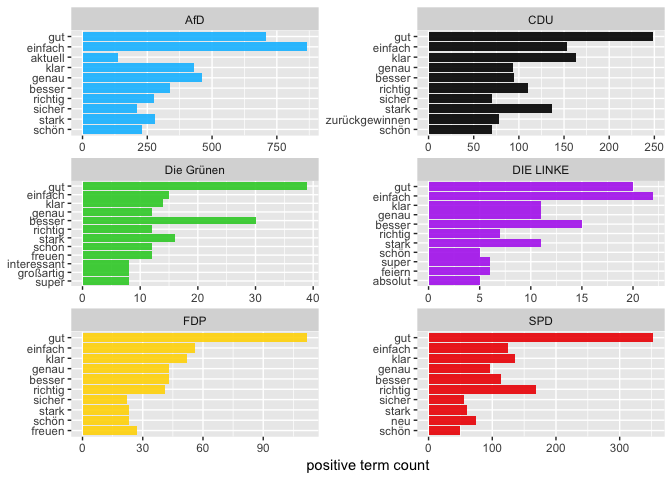 AfD
gut
einfach
aktuell
klar
genau
besser
richtig
sicher
stark
schön
0 250 500 750
CDU
gut
einfach
klar
genau
besser
richtig
sicher
stark
zurückgewinnen
schön
0 50 100 150 200 250
Die Grünen
gut
einfach
klar
genau
besser
richtig
stark
schön
freuen
interessant
großartig
super
0 10 20 30 40
DIE LINKE
gut
einfach
klar
genau
besser
richtig
stark
schön
super
feiern
absolut
0 5 10 15 20
FDP
gut
einfach
klar
genau
besser
richtig
sicher
stark
schön
freuen
0 30 60 90
SPD
gut
einfach
klar
genau
besser
richtig
sicher
stark
neu
schön
0 100 200 300
positive term count